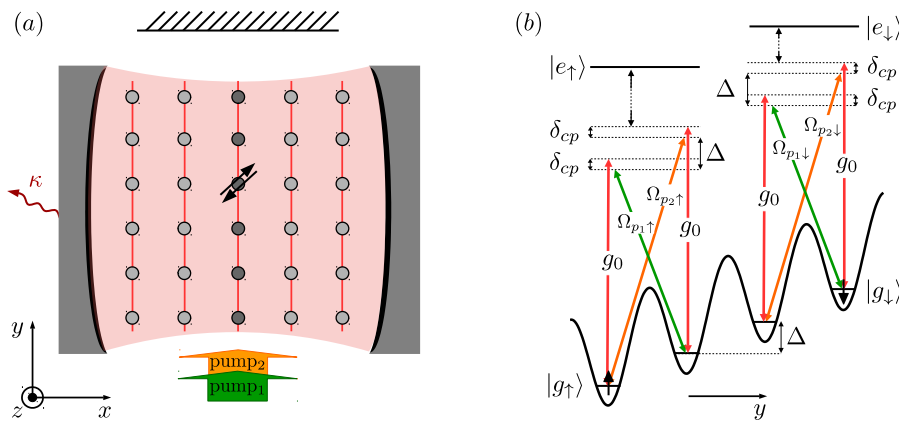 (a)
κ
y
z
x
pump₂
pump₁
(b)
|e↓⟩
|e↑⟩
δcp
Δ
δcp
δcp
Δ
δcp
Ωp₁↓
Ωp₂↓
Ωp₁↑
Ωp₂↑
g₀
g₀
g₀
g₀
|g↓⟩
Δ
|g↑⟩
y